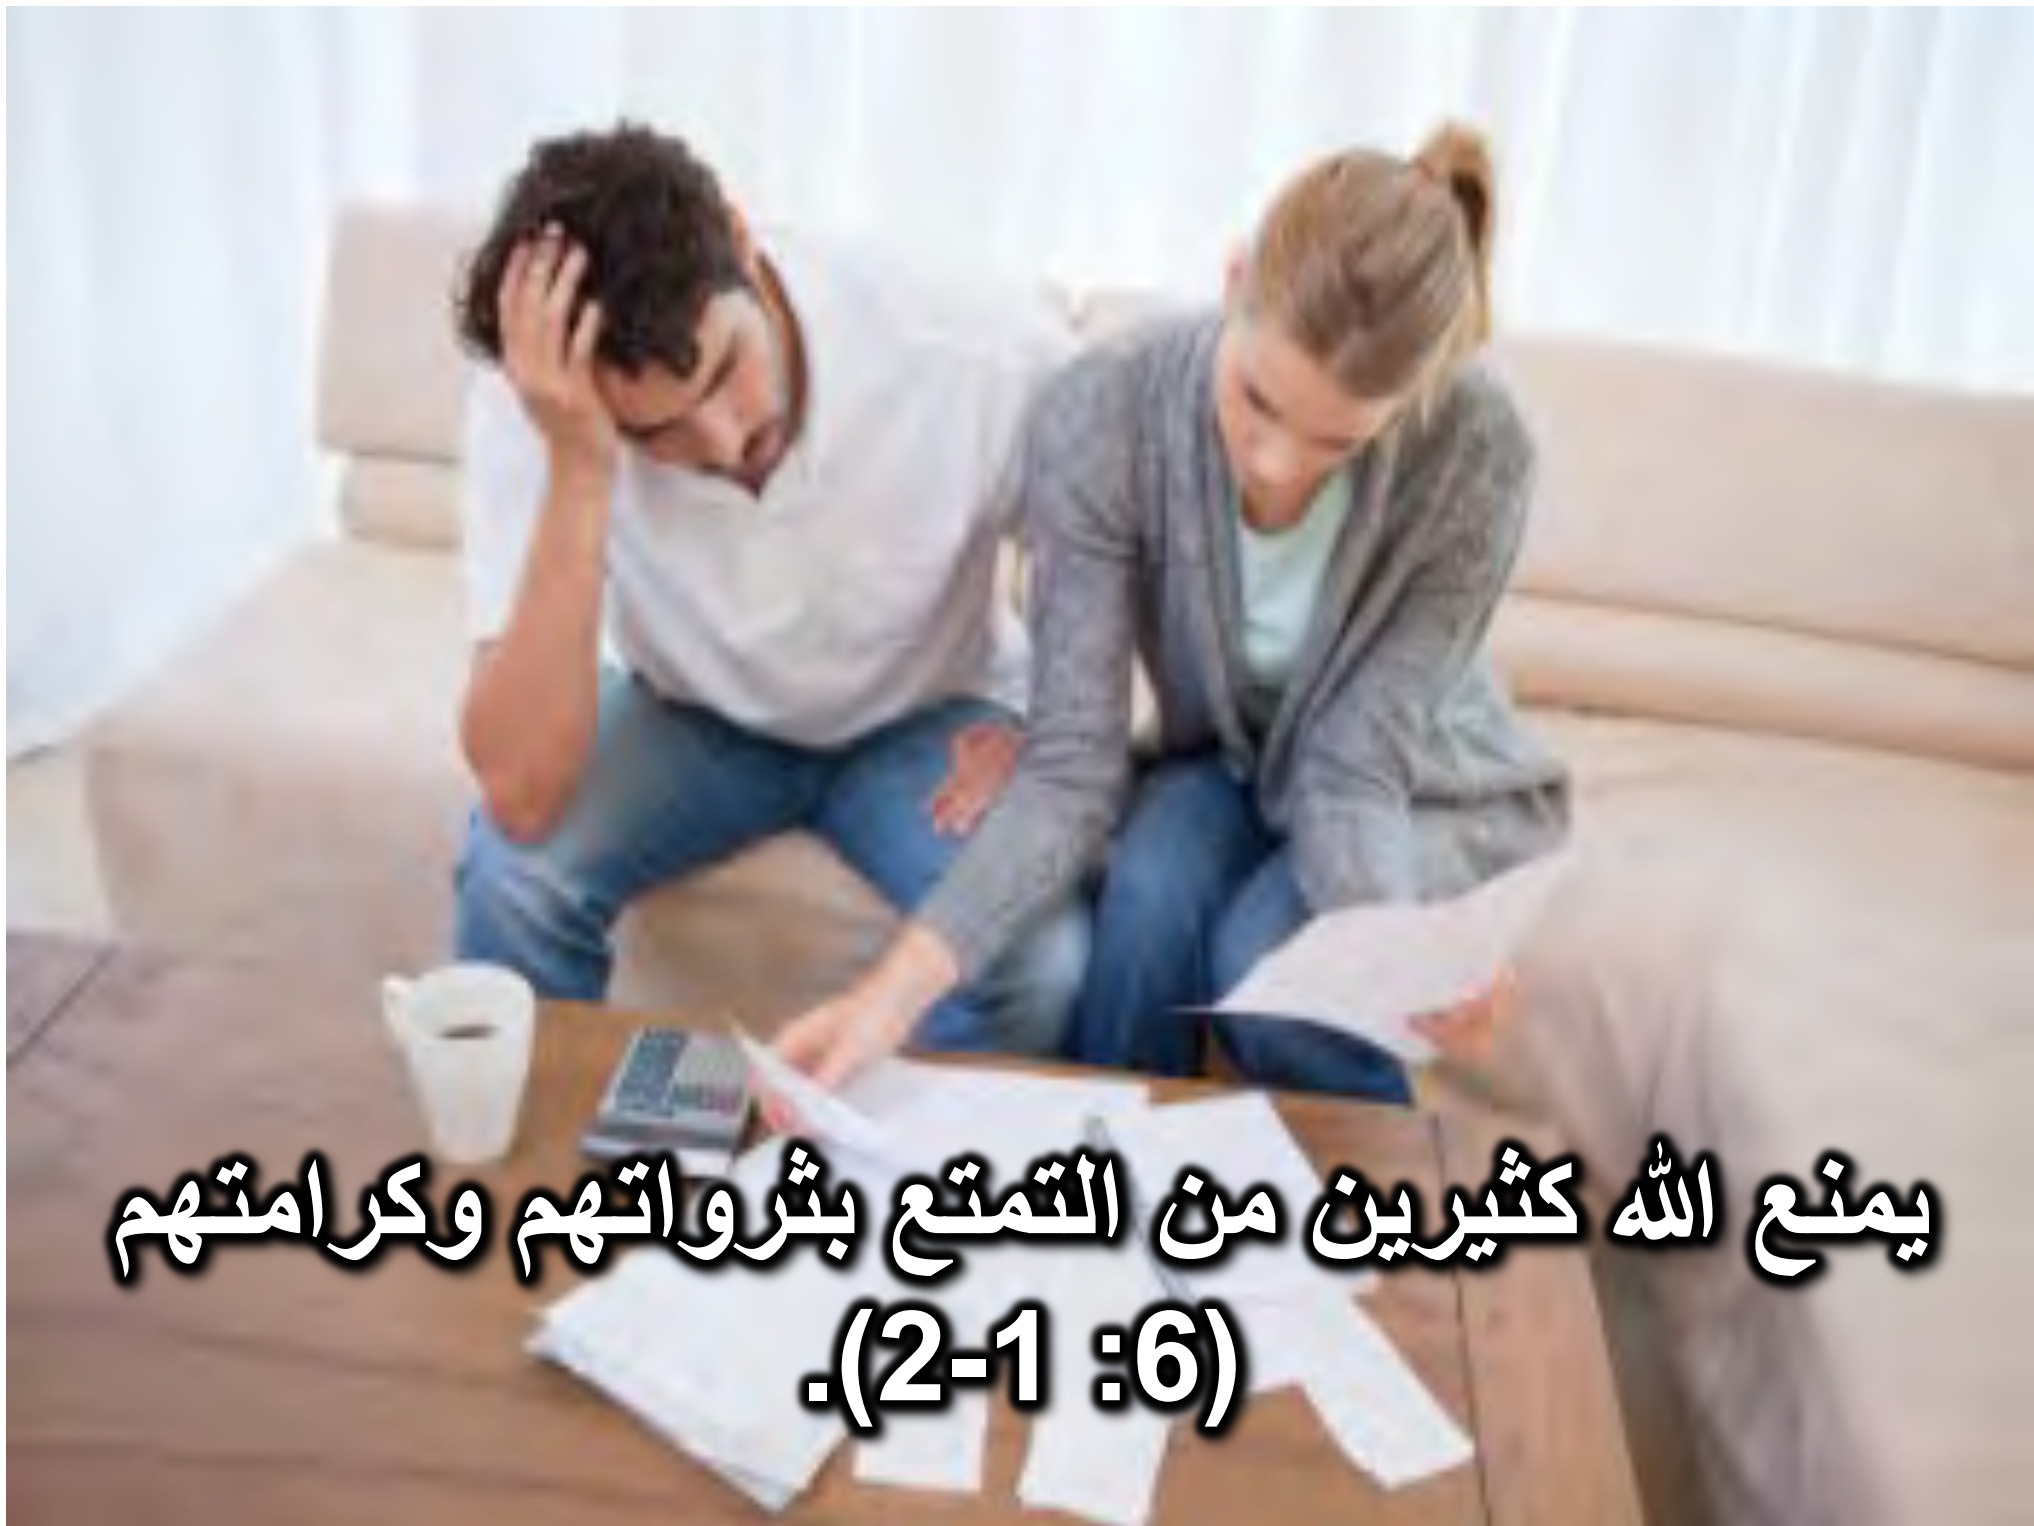 يمنع الله كثيرين من التمتع بثرواتهم وكرامتهم
(6: 1-2).